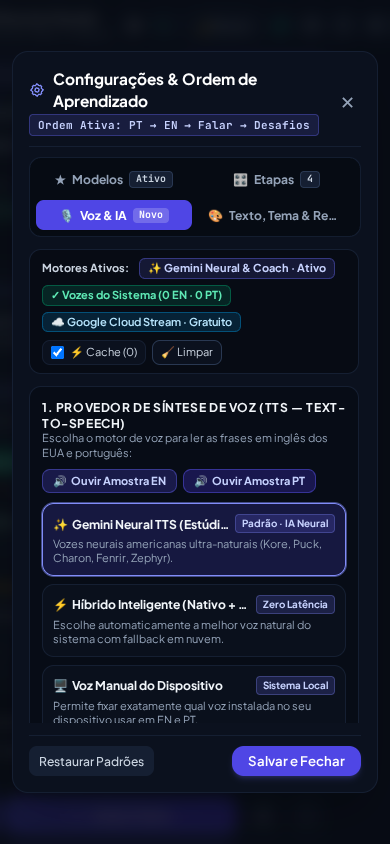 Configurações & Ordem de
Aprendizado
Ordem Ativa: PT → EN → Falar → Desafios
★ Modelos Ativo
🎛️ Etapas 4
🎙️ Voz & IA Novo
🎨 Texto, Tema & Re...
Motores Ativos: ✨ Gemini Neural & Coach · Ativo
✓ Vozes do Sistema (0 EN · 0 PT)
☁️ Google Cloud Stream · Gratuito
⚡ Cache (0) 🧹 Limpar
1. PROVEDOR DE SÍNTESE DE VOZ (TTS — TEXT-
TO-SPEECH)
Escolha o motor de voz para ler as frases em inglês dos
EUA e português:
🔊 Ouvir Amostra EN 🔊 Ouvir Amostra PT
✨ Gemini Neural TTS (Estúdi... Padrão · IA Neural
Vozes neurais americanas ultra-naturais (Kore, Puck,
Charon, Fenrir, Zephyr).
⚡ Híbrido Inteligente (Nativo + ... Zero Latência
Escolhe automaticamente a melhor voz natural do
sistema com fallback em nuvem.
🖥️ Voz Manual do Dispositivo Sistema Local
Permite fixar exatamente qual voz instalada no seu
dispositivo usar em EN e PT.
Restaurar Padrões
Salvar e Fechar